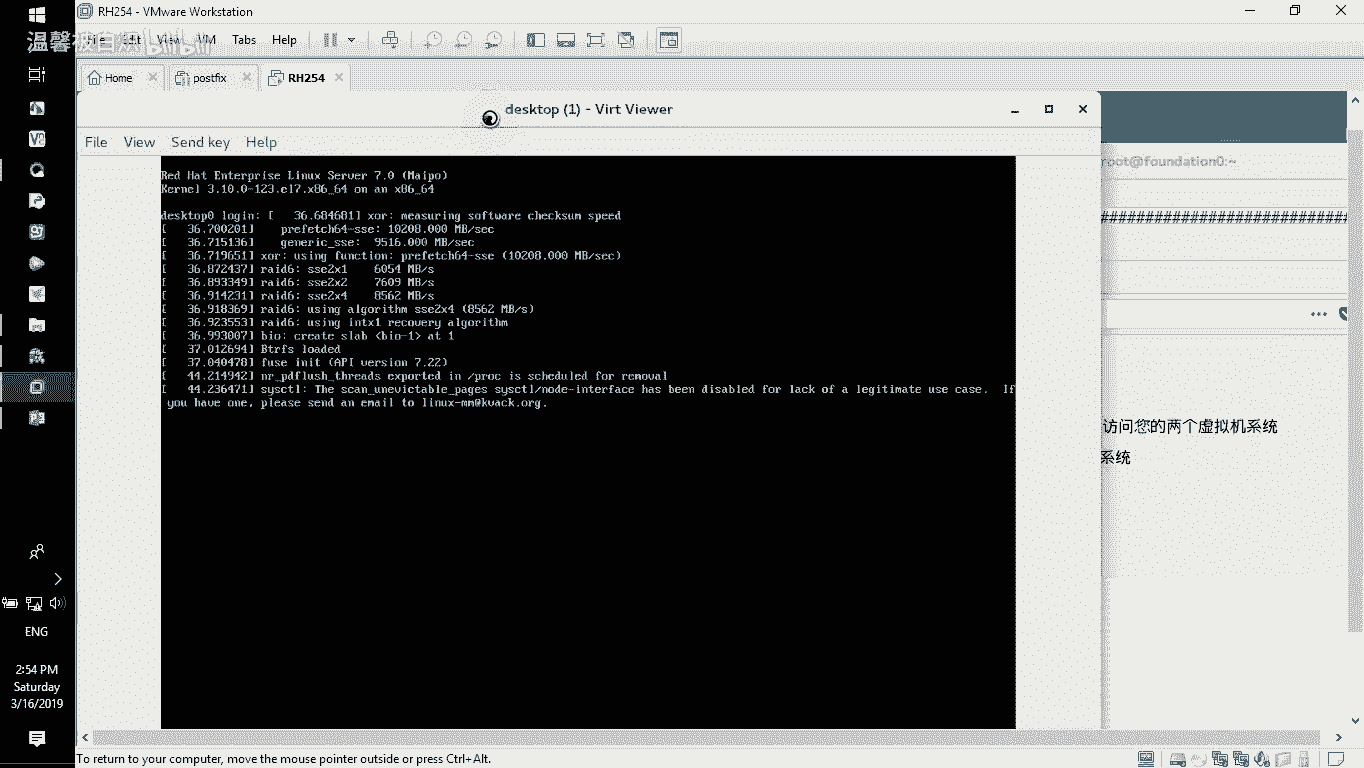 RH254 - VMware Workstation
File Edit View VM Tabs Help
温馨被自煜 bilibili
Home
postfix
RH254
desktop (1) - Virt Viewer
File View Send key Help
root@foundation0:~
Red Hat Enterprise Linux Server 7.0 (Maipo)
Kernel 3.10.0-123.el7.x86_64 on an x86_64
desktop0 login: [   36.684681] xor: measuring software checksum speed
[   36.700201]    prefetch64-sse: 10208.000 MB/sec
[   36.715136]    generic_sse:  9516.000 MB/sec
[   36.719651] xor: using function: prefetch64-sse (10208.000 MB/sec)
[   36.872437] raid6: sse2x1    6054 MB/s
[   36.893349] raid6: sse2x2    7609 MB/s
[   36.914231] raid6: sse2x4    8562 MB/s
[   36.918369] raid6: using algorithm sse2x4 (8562 MB/s)
[   36.923553] raid6: using intx1 recovery algorithm
[   36.993007] bio: create slab <bio-1> at 1
[   37.012694] Btrfs loaded
[   37.040478] fuse init (API version 7.22)
[   44.214942] nr_pdflush_threads exported in /proc is scheduled for removal
[   44.236471] sysctl: The scan_unevictable_pages sysctl/node-interface has been disabled for lack of a legitimate use case.  If
you have one, please send an email to linux-mm@kvack.org.
##############################
访问您的两个虚拟机系统
系统
ENG
2:54 PM
Saturday
3/16/2019
To return to your computer, move the mouse pointer outside or press Ctrl+Alt.